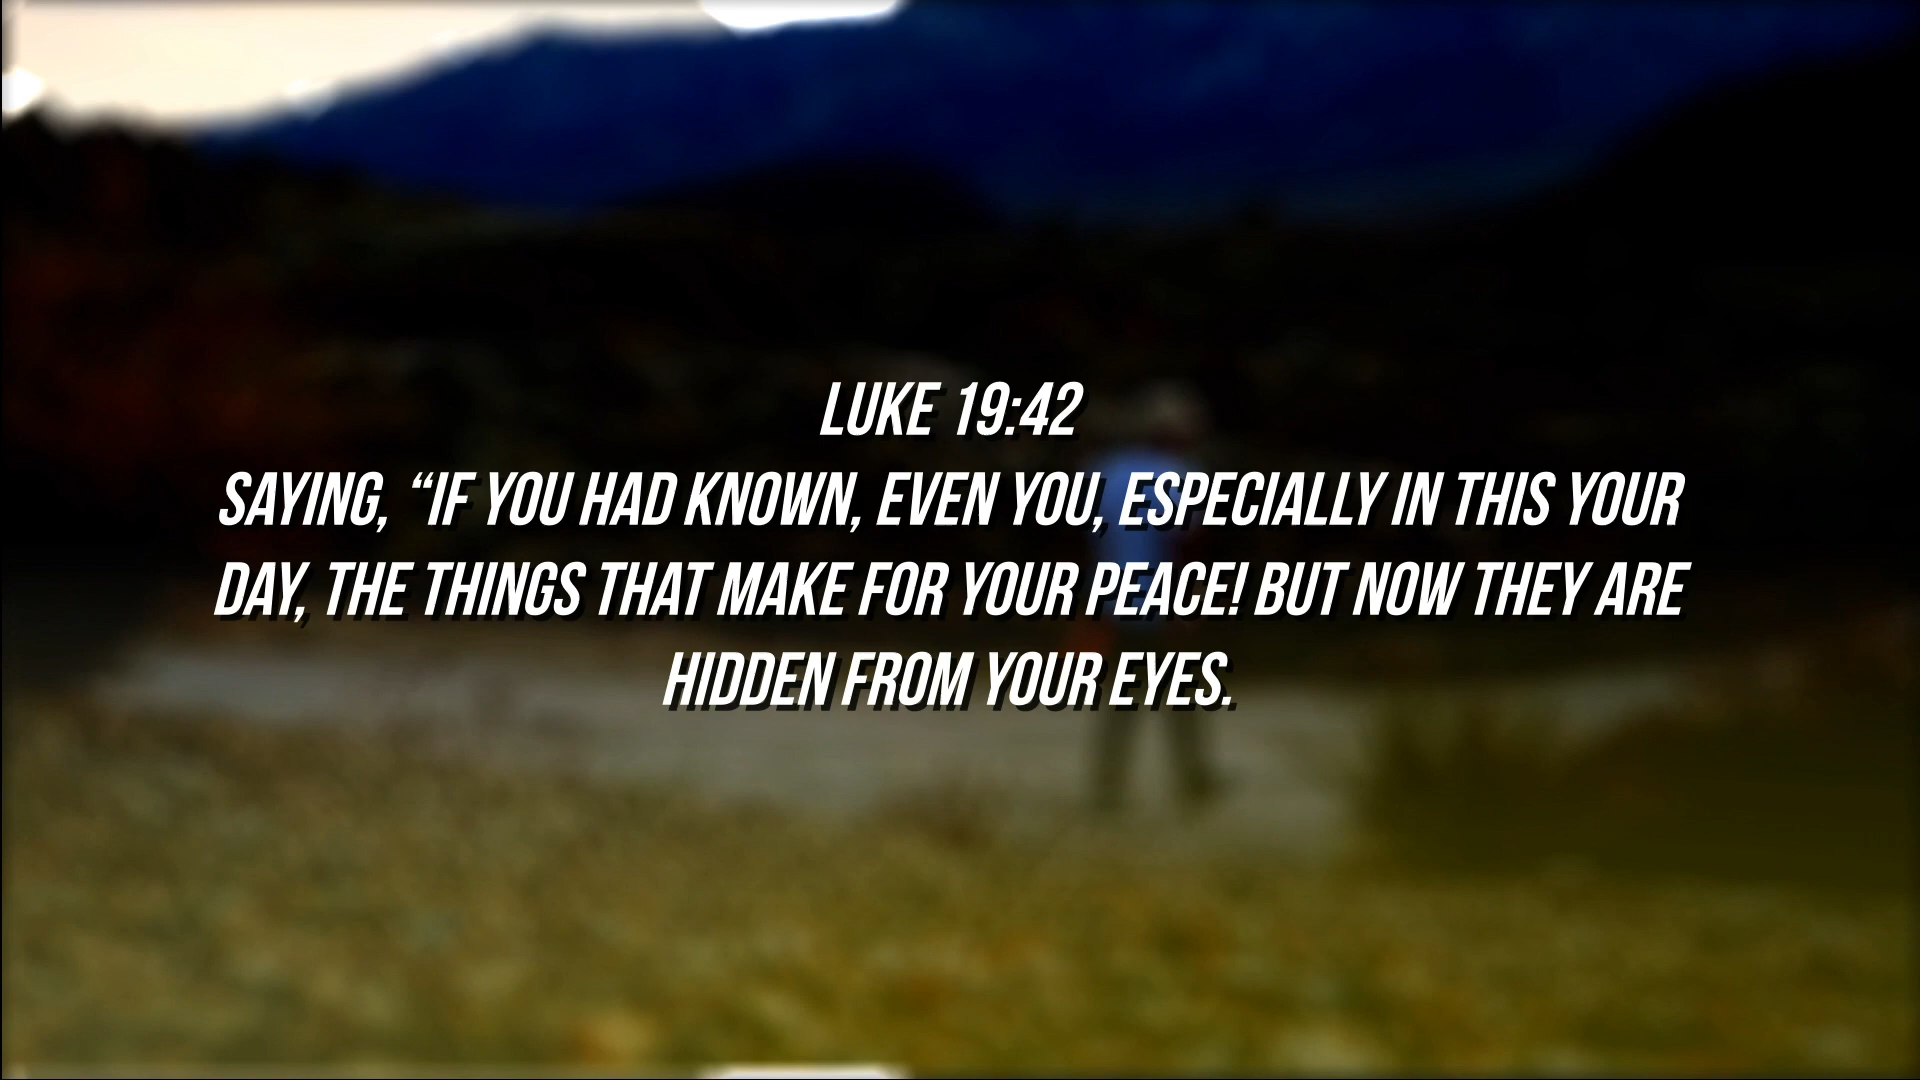 LUKE 19:42
SAYING, “IF YOU HAD KNOWN, EVEN YOU, ESPECIALLY IN THIS YOUR
DAY, THE THINGS THAT MAKE FOR YOUR PEACE! BUT NOW THEY ARE
HIDDEN FROM YOUR EYES.